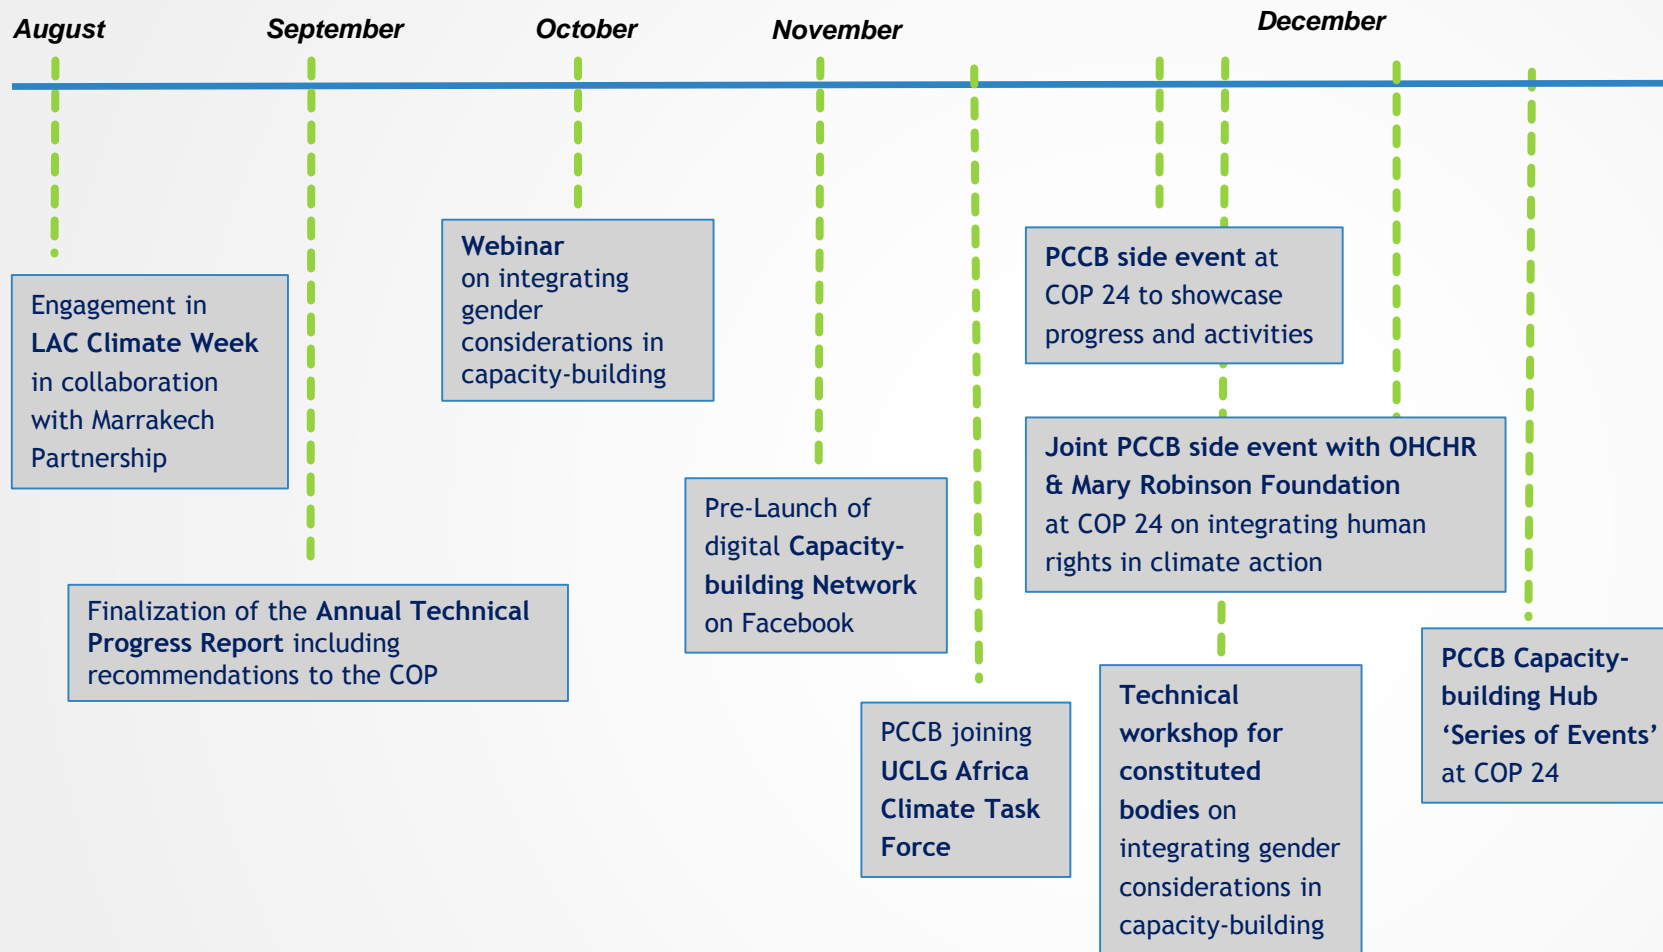 August
September
October
November
December
Engagement in
LAC Climate Week
in collaboration
with Marrakech
Partnership
Finalization of the Annual Technical
Progress Report including
recommendations to the COP
Webinar
on integrating
gender
considerations in
capacity-building
Pre-Launch of
digital Capacity-
building Network
on Facebook
PCCB joining
UCLG Africa
Climate Task
Force
PCCB side event at
COP 24 to showcase
progress and activities
Joint PCCB side event with OHCHR
& Mary Robinson Foundation
at COP 24 on integrating human
rights in climate action
Technical
workshop for
constituted
bodies on
integrating gender
considerations in
capacity-building
PCCB Capacity-
building Hub
‘Series of Events’
at COP 24